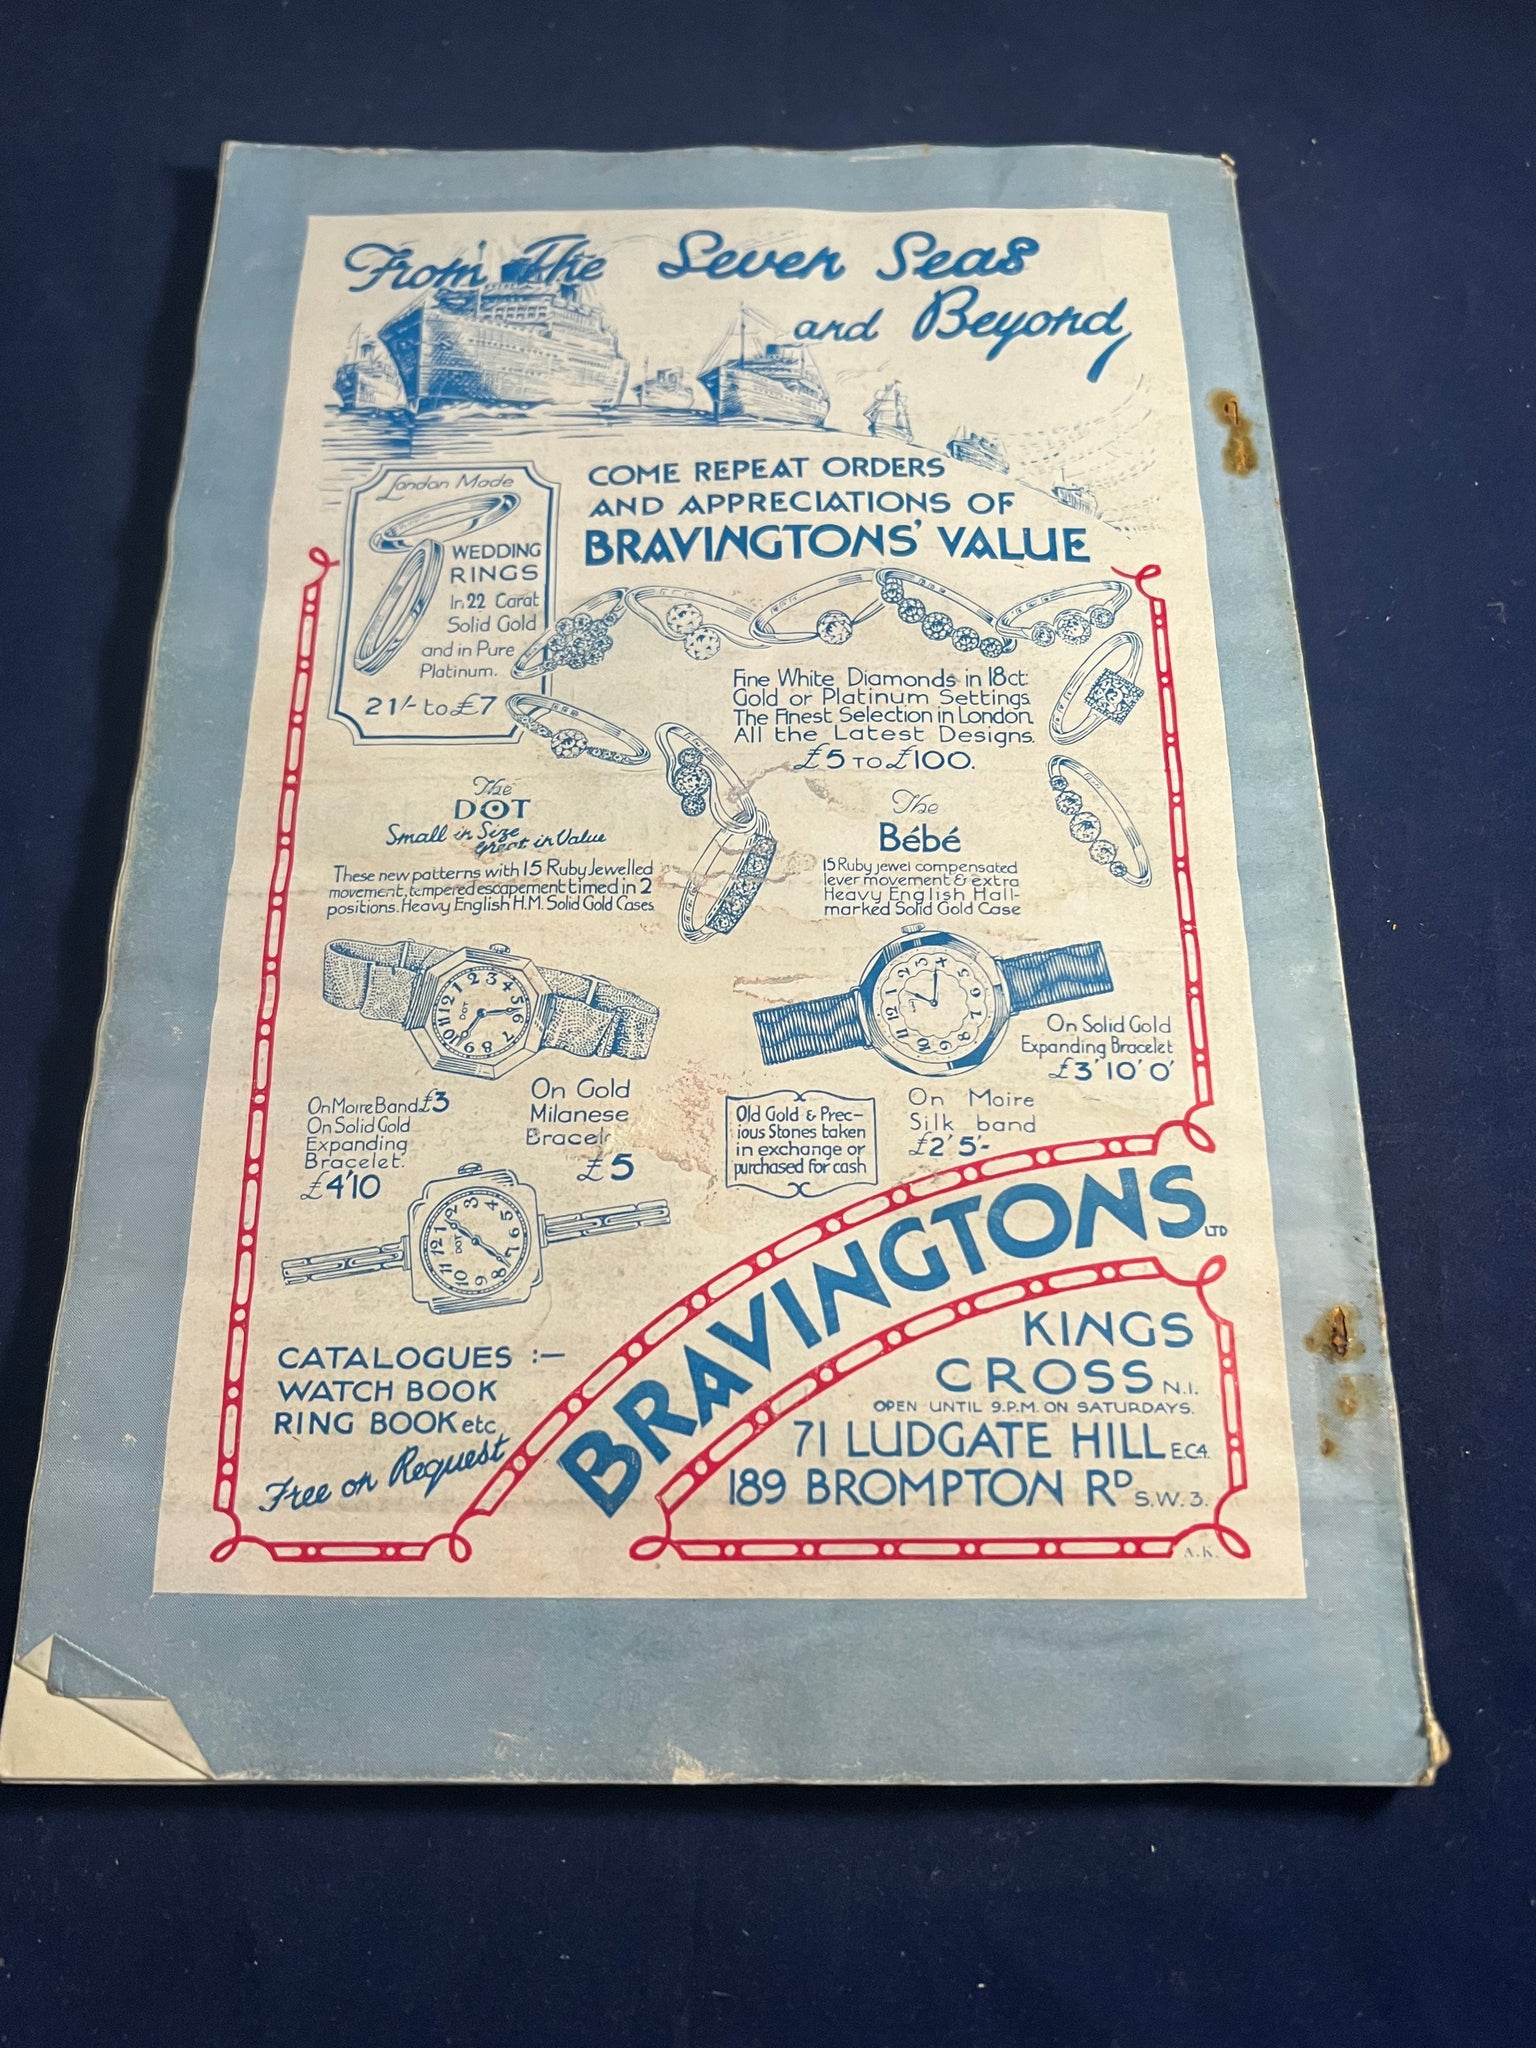 From The Seven Seas
and Beyond,
COME REPEAT ORDERS
AND APPRECIATIONS OF
BRAVINGTONS' VALUE
London Made
WEDDING
RINGS
In 22 Carat
Solid Gold
and in Pure
Platinum.
21/- to £7
Fine White Diamonds in 18ct:
Gold or Platinum Settings
The Finest Selection in London.
All the Latest Designs.
£5 TO £100.
The
DOT
Small in Size
Great in Value
These new patterns with 15 Ruby Jewelled
movement, tempered escapement timed in 2
positions. Heavy English H.M. Solid Gold Cases
The
Bébé
15 Ruby jewel compensated
lever movement & extra
Heavy English Hall-
marked Solid Gold Case
DOT
On Moire Band £3
On Solid Gold
Expanding
Bracelet.
£4'10
On Gold
Milanese
Bracelet
£5
On Solid Gold
Expanding Bracelet
£3'10'0'
On Moire
Silk band
£2'5'-
Old Gold & Prec-
ious Stones taken
in exchange or
purchased for cash
DOT
CATALOGUES :—
WATCH BOOK
RING BOOK etc
Free on Request
BRAVINGTONS LTD
KINGS
CROSS N.1.
OPEN UNTIL 9.P.M. ON SATURDAYS.
71 LUDGATE HILL E.C.4.
189 BROMPTON RD S.W.3.
A.K.